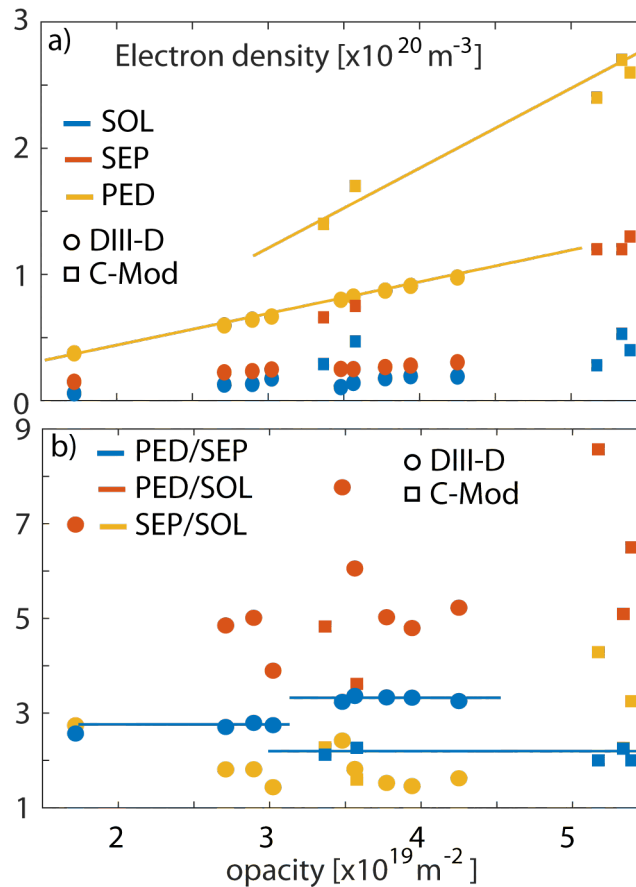 3
a)
Electron density [x10^20 m^-3]
SOL
2
SEP
PED
DIII-D
C-Mod
1
0
9
b)
PED/SEP
DIII-D
PED/SOL
C-Mod
SEP/SOL
7
5
3
1
2 3 4 5
opacity [x10^19 m^-2]